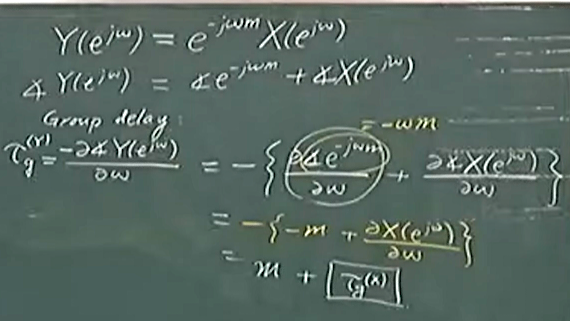 Y(e^{jω}) = e^{-jωm} X(e^{jω})
∡ Y(e^{jω}) = ∡e^{-jωm} + ∡X(e^{jω})
Group delay :
= -ωm
τ_g^{(Y)} = -∂∡Y(e^{jω})/∂ω = -{∂∡e^{-jωm}/∂ω + ∂∡X(e^{jω})/∂ω}
= -{-m + ∂X(e^{jω})/∂ω}
= m + τ_g^{(x)}